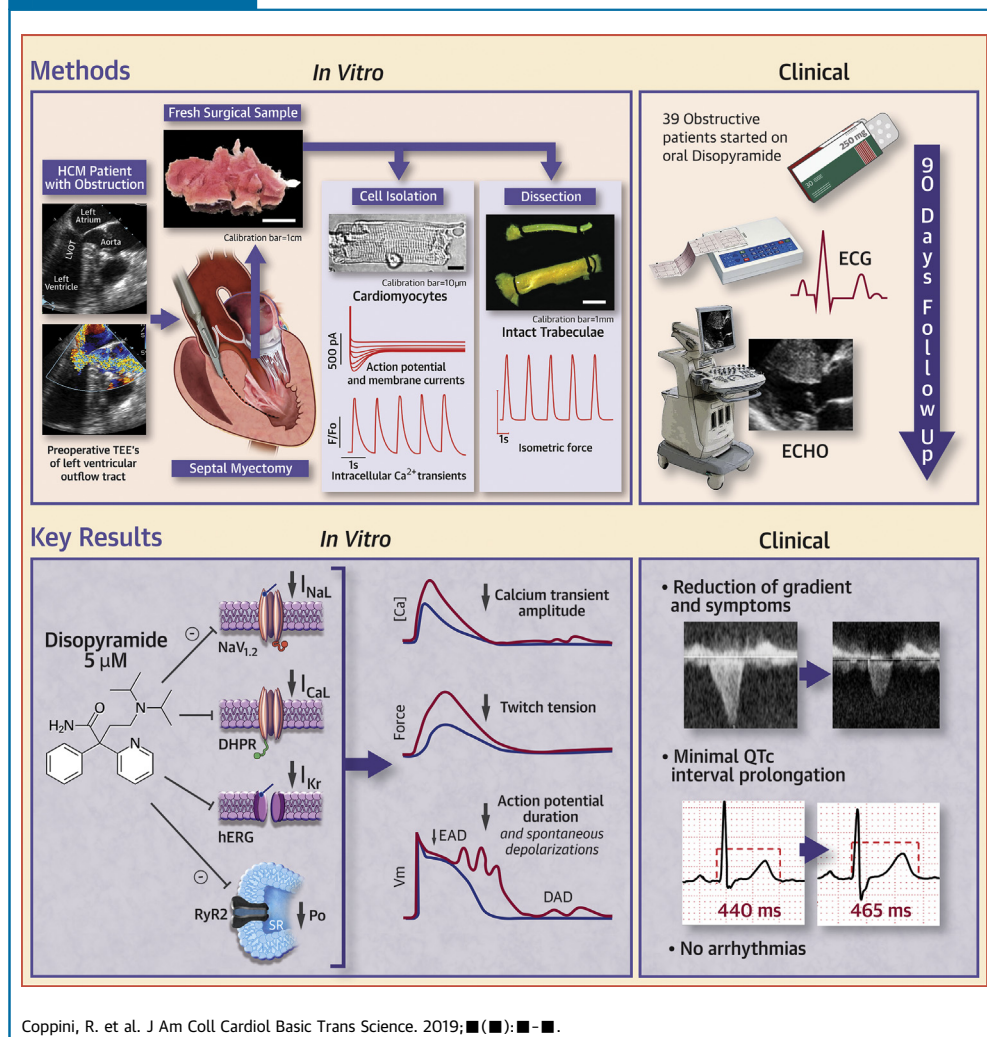 Methods
In Vitro
HCM Patient
with Obstruction
Left
Atrium
Aorta
LVOT
Left
Ventricle
Preoperative TEE's
of left ventricular
outflow tract
Fresh Surgical Sample
Calibration bar=1cm
Septal Myectomy
Cell Isolation
Calibration bar=10μm
Cardiomyocytes
500 pA
Action potential
and membrane currents
F/Fo
1s
Intracellular Ca²⁺ transients
Dissection
Calibration bar=1mm
Intact Trabeculae
1s
Isometric force
Clinical
39 Obstructive
patients started on
oral Disopyramide
250 mg
ECG
ECHO
90 Days Follow Up
Key Results
In Vitro
Disopyramide
5 μM
H₂N
O
N
N
⊖
↓ I NaL
NaV1.2
↓ I CaL
DHPR
↓ I Kr
hERG
⊖
RyR2
SR
↓ Po
[Ca]
↓ Calcium transient
amplitude
Force
↓ Twitch tension
Action potential
duration
and spontaneous
depolarizations
↓EAD
Vm
DAD
Clinical
• Reduction of gradient
and symptoms
• Minimal QTc
interval prolongation
440 ms
465 ms
• No arrhythmias
Coppini, R. et al. J Am Coll Cardiol Basic Trans Science. 2019;■(■):■-■.